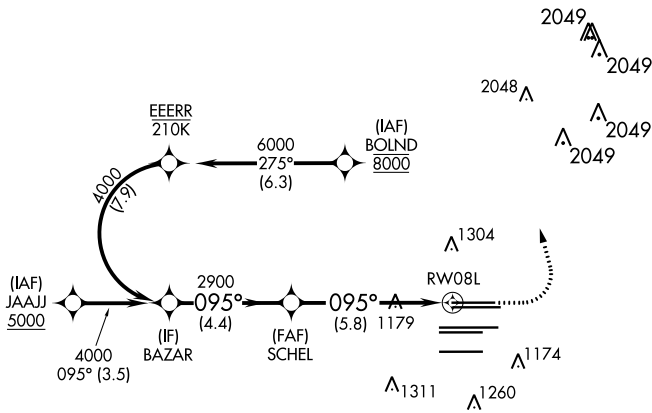 2049
2049
2048
2049
2049
EEERR
210K
6000
275°
(6.3)
(IAF)
BOLND
8000
4000
(7.9)
1304
(IAF)
JAAJJ
5000
2900
095°
(4.4)
095°
(5.8)
1179
RW08L
4000
095° (3.5)
(IF)
BAZAR
(FAF)
SCHEL
1174
1311
1260